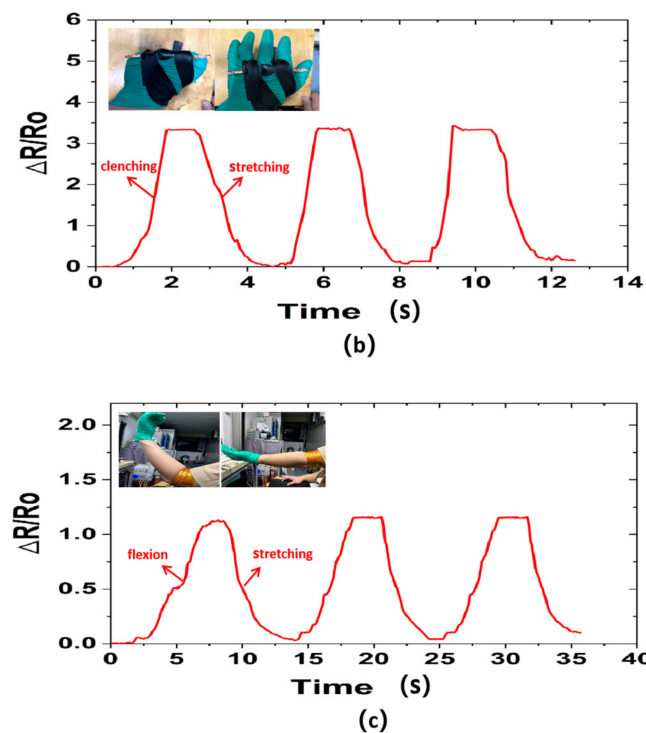 6
5
4
3
2
1
0
ΔR/Ro
clenching
stretching
0 2 4 6 8 10 12 14
Time (s)
(b)
2.0
1.5
1.0
0.5
0.0
ΔR/Ro
flexion
stretching
0 5 10 15 20 25 30 35 40
Time (s)
(c)